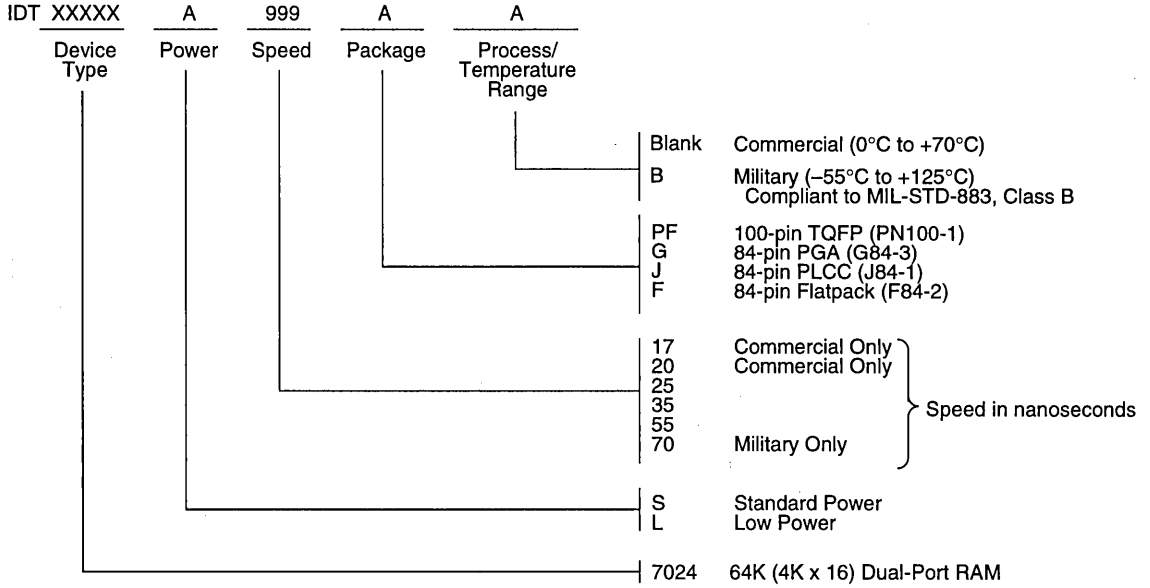 IDT XXXXX A 999 A A
Device Type Power Speed Package Process/ Temperature Range
Blank Commercial (0°C to +70°C)
B Military (–55°C to +125°C)
Compliant to MIL-STD-883, Class B
PF 100-pin TQFP (PN100-1)
G 84-pin PGA (G84-3)
J 84-pin PLCC (J84-1)
F 84-pin Flatpack (F84-2)
17 Commercial Only
20 Commercial Only
25
35
55
70 Military Only
Speed in nanoseconds
S Standard Power
L Low Power
7024 64K (4K x 16) Dual-Port RAM